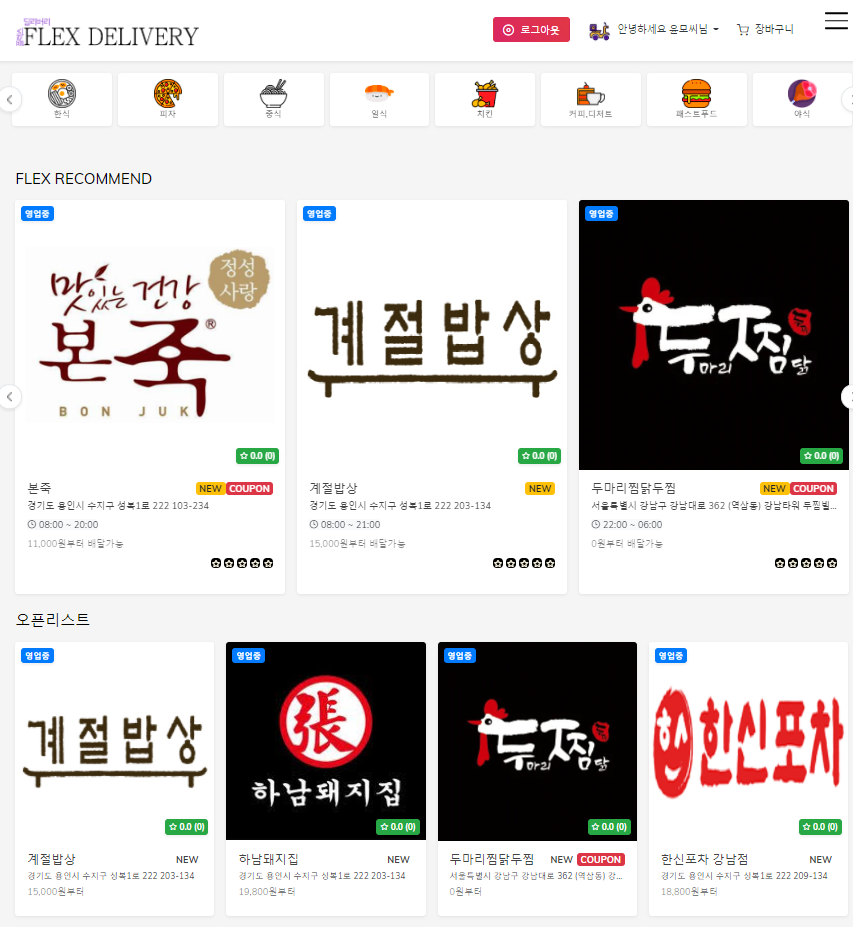 딜리버리
FLEX DELIVERY
로그아웃
안녕하세요 윤모씨님
장바구니
한식
피자
중식
일식
치킨
커피,디저트
패스트푸드
야식
FLEX RECOMMEND
영업중
맛있는 건강
정성
사랑
본죽®
BON JUK
0.0 (0)
본죽
NEW COUPON
경기도 용인시 수지구 성복1로 222 103-234
08:00 ~ 20:00
11,000원부터 배달가능
영업중
계절밥상
0.0 (0)
계절밥상
NEW
경기도 용인시 수지구 성복1로 222 203-134
08:00 ~ 21:00
15,000원부터 배달가능
영업중
두마리찜닭
0.0 (0)
두마리찜닭두찜
NEW COUPON
서울특별시 강남구 강남대로 362 (역삼동) 강남타워 두찜빌...
22:00 ~ 06:00
0원부터 배달가능
오픈리스트
영업중
계절밥상
0.0 (0)
계절밥상
NEW
경기도 용인시 수지구 성복1로 222 203-134
15,000원부터
영업중
張
하남돼지집
0.0 (0)
하남돼지집
NEW
경기도 용인시 수지구 성복1로 222 203-134
19,800원부터
영업중
두마리찜닭
0.0 (0)
두마리찜닭두찜
NEW COUPON
서울특별시 강남구 강남대로 362 (역삼동) 강...
0원부터
영업중
한신
한신포차
0.0 (0)
한신포차 강남점
NEW
경기도 용인시 수지구 성복1로 222 209-134
18,800원부터